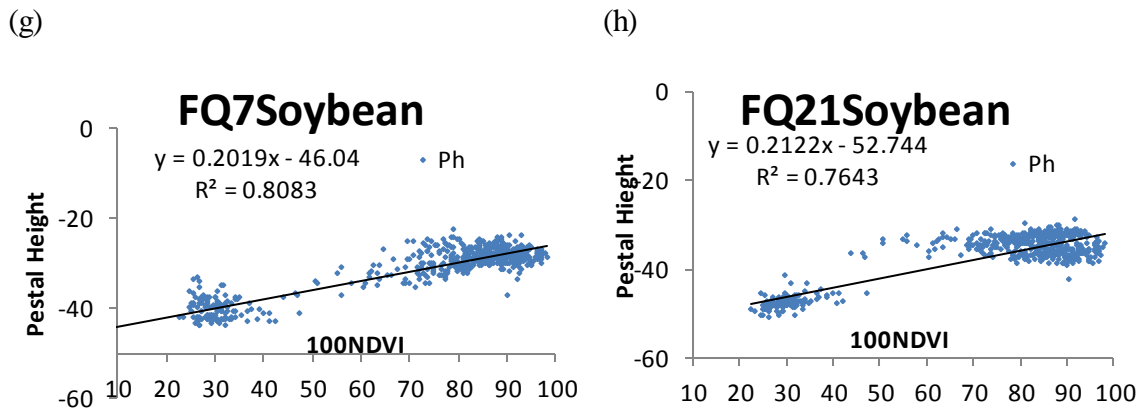 (g)
FQ7Soybean
y = 0.2019x - 46.04
R² = 0.8083
Ph
Pestal Height
0
-20
-40
-60
100NDVI
10 20 30 40 50 60 70 80 90 100
(h)
FQ21Soybean
y = 0.2122x - 52.744
R² = 0.7643
Ph
Pestal Hieght
0
-20
-40
-60
100NDVI
10 20 30 40 50 60 70 80 90 100